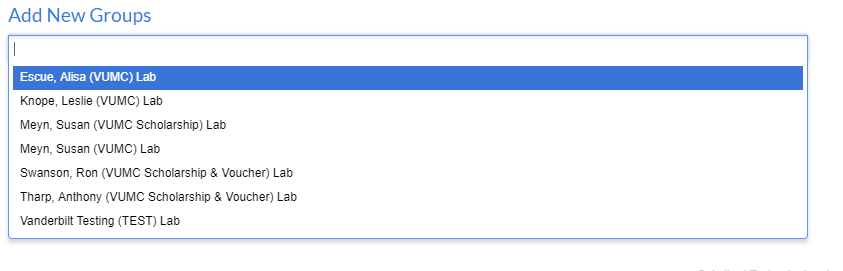 Add New Groups
Escue, Alisa (VUMC) Lab
Knope, Leslie (VUMC) Lab
Meyn, Susan (VUMC Scholarship) Lab
Meyn, Susan (VUMC) Lab
Swanson, Ron (VUMC Scholarship & Voucher) Lab
Tharp, Anthony (VUMC Scholarship & Voucher) Lab
Vanderbilt Testing (TEST) Lab